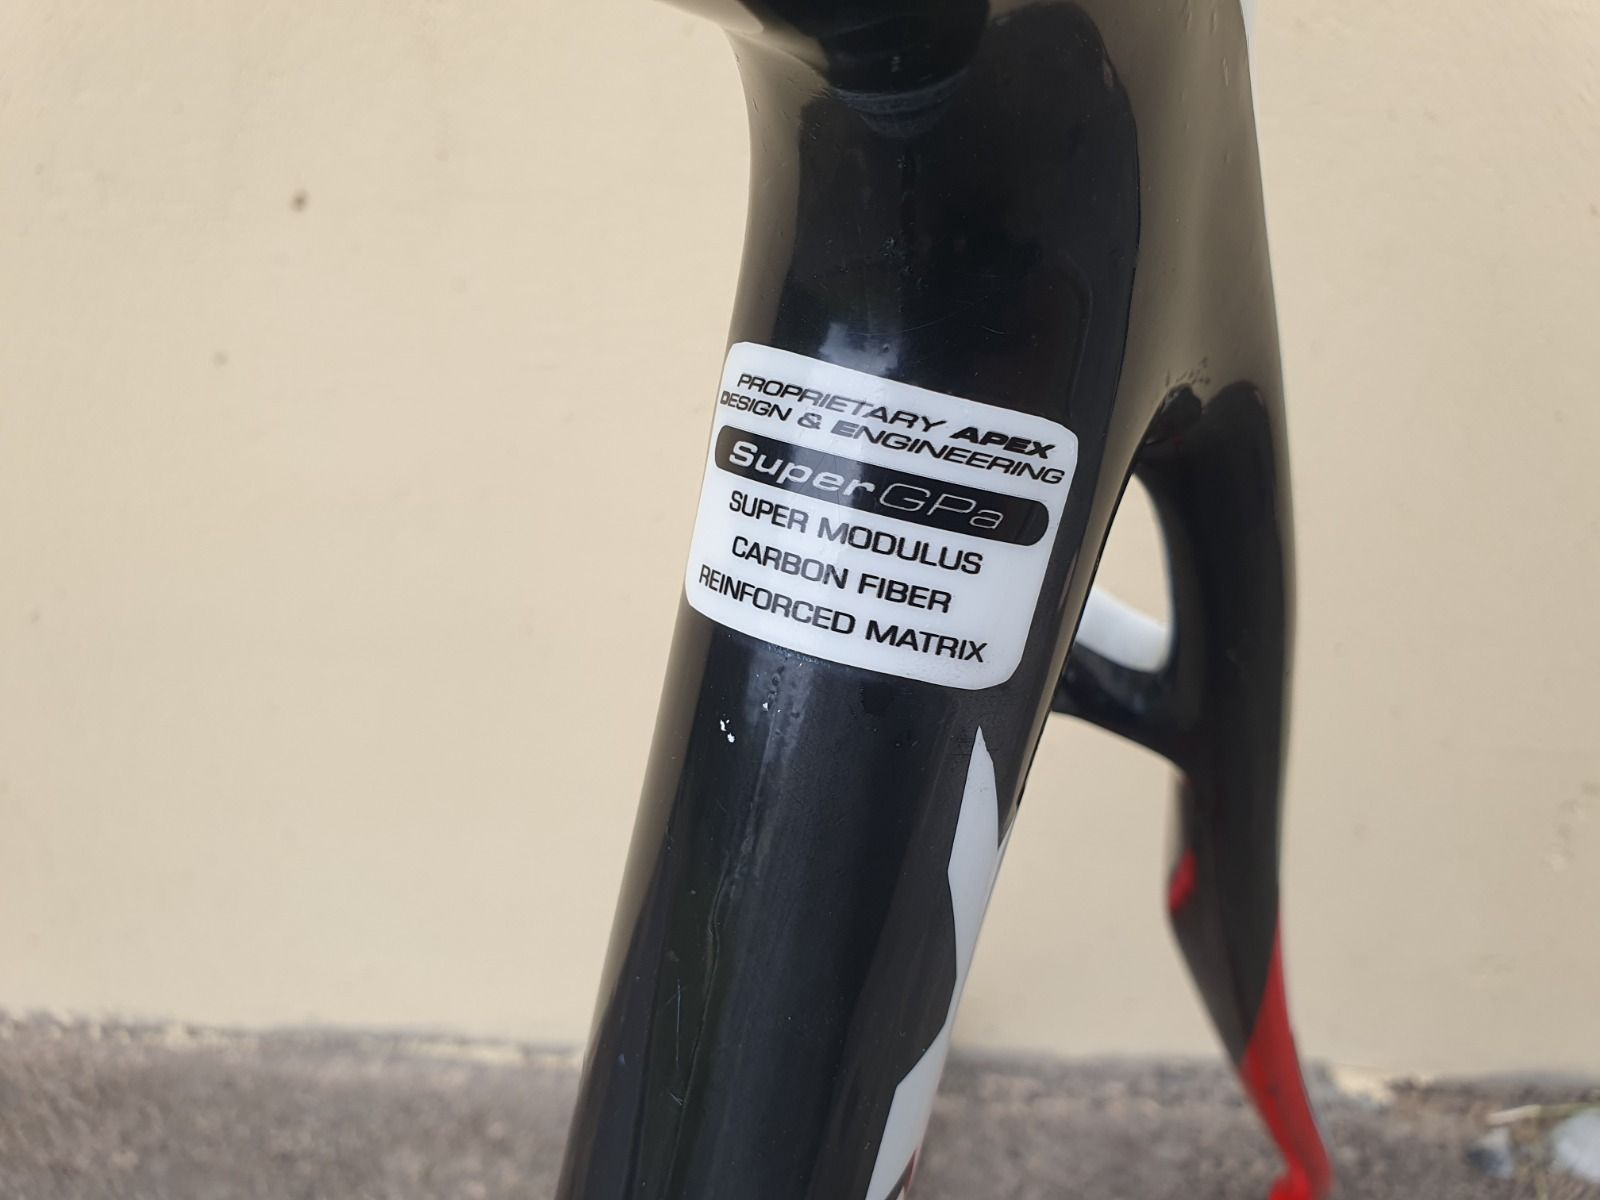 PROPRIETARY APEX
DESIGN & ENGINEERING
SuperGPa
SUPER MODULUS
CARBON FIBER
REINFORCED MATRIX